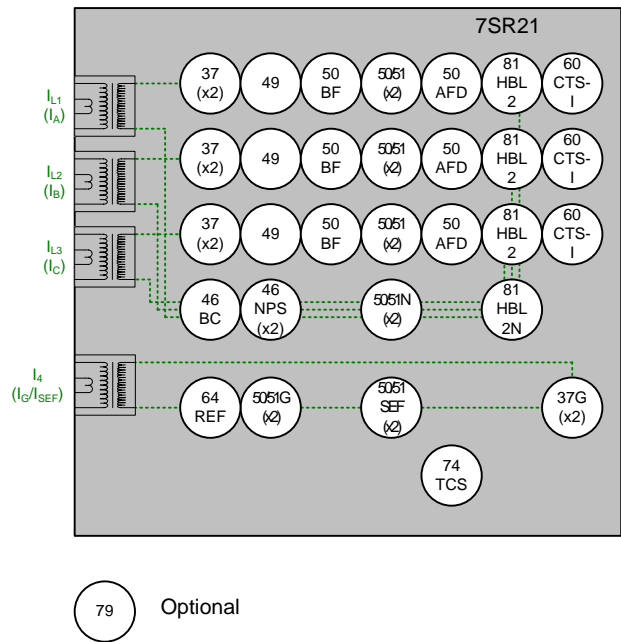 7SR21
IL1
(IA)
37
(x2)
49
50
BF
5051
(x2)
50
AFD
81
HBL
2
60
CTS-
I
IL2
(IB)
37
(x2)
49
50
BF
5051
(x2)
50
AFD
81
HBL
2
60
CTS-
I
IL3
(IC)
37
(x2)
49
50
BF
5051
(x2)
50
AFD
81
HBL
2
60
CTS-
I
46
BC
46
NPS
(x2)
5051N
(x2)
81
HBL
2N
I4
(IG/ISEF)
64
REF
5051G
(x2)
5051
SEF
(x2)
37G
(x2)
74
TCS
79 Optional